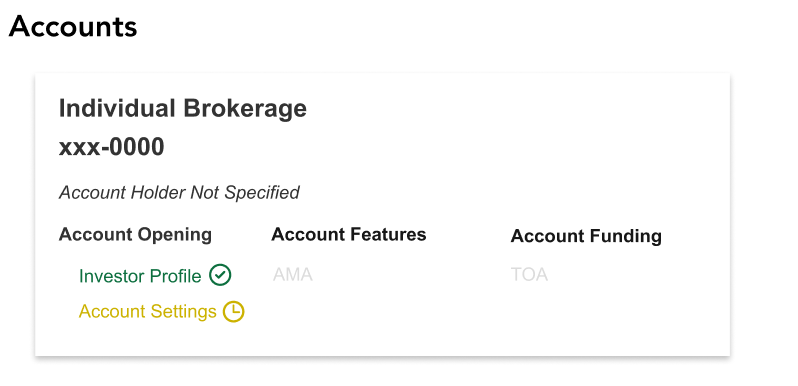 Accounts
Individual Brokerage
xxx-0000
Account Holder Not Specified
Account Opening Account Features Account Funding
Investor Profile AMA TOA
Account Settings